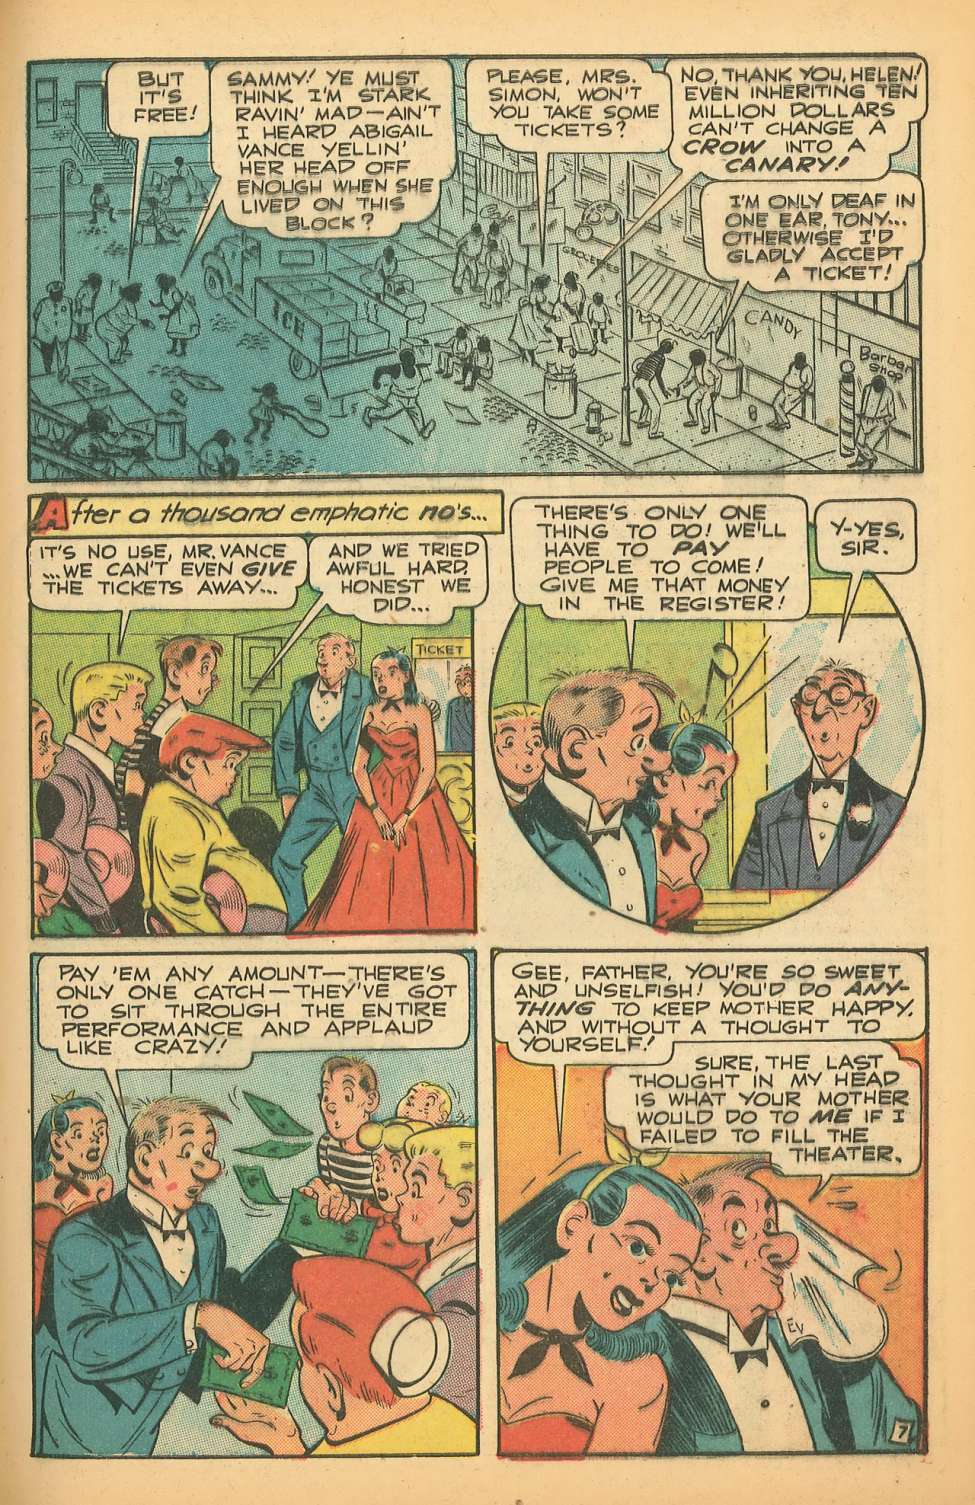 BUT
IT'S
FREE!
SAMMY! YE MUST
THINK I'M STARK
RAVIN' MAD—AIN'T
I HEARD ABIGAIL
VANCE YELLIN'
HER HEAD OFF
ENOUGH WHEN SHE
LIVED ON THIS
BLOCK?
PLEASE, MRS.
SIMON, WON'T
YOU TAKE SOME
TICKETS?
NO, THANK YOU, HELEN!
EVEN INHERITING TEN
MILLION DOLLARS
CAN'T CHANGE A
CROW INTO A
CANARY!
I'M ONLY DEAF IN
ONE EAR, TONY...
OTHERWISE I'D
GLADLY ACCEPT
A TICKET!
GROCERIES
ICE
CANDY
Barber
Shop
After a thousand emphatic no's...
IT'S NO USE, MR. VANCE
...WE CAN'T EVEN GIVE
THE TICKETS AWAY...
AND WE TRIED
AWFUL HARD,
HONEST WE
DID...
TICKET
THERE'S ONLY ONE
THING TO DO! WE'LL
HAVE TO PAY
PEOPLE TO COME!
GIVE ME THAT MONEY
IN THE REGISTER!
Y-YES,
SIR.
PAY 'EM ANY AMOUNT—THERE'S
ONLY ONE CATCH—THEY'VE GOT
TO SIT THROUGH THE ENTIRE
PERFORMANCE AND APPLAUD
LIKE CRAZY!
GEE, FATHER, YOU'RE SO SWEET
AND UNSELFISH! YOU'D DO ANY-
THING TO KEEP MOTHER HAPPY,
AND WITHOUT A THOUGHT TO
YOURSELF!
SURE, THE LAST
THOUGHT IN MY HEAD
IS WHAT YOUR MOTHER
WOULD DO TO ME IF I
FAILED TO FILL THE
THEATER.
EV
7